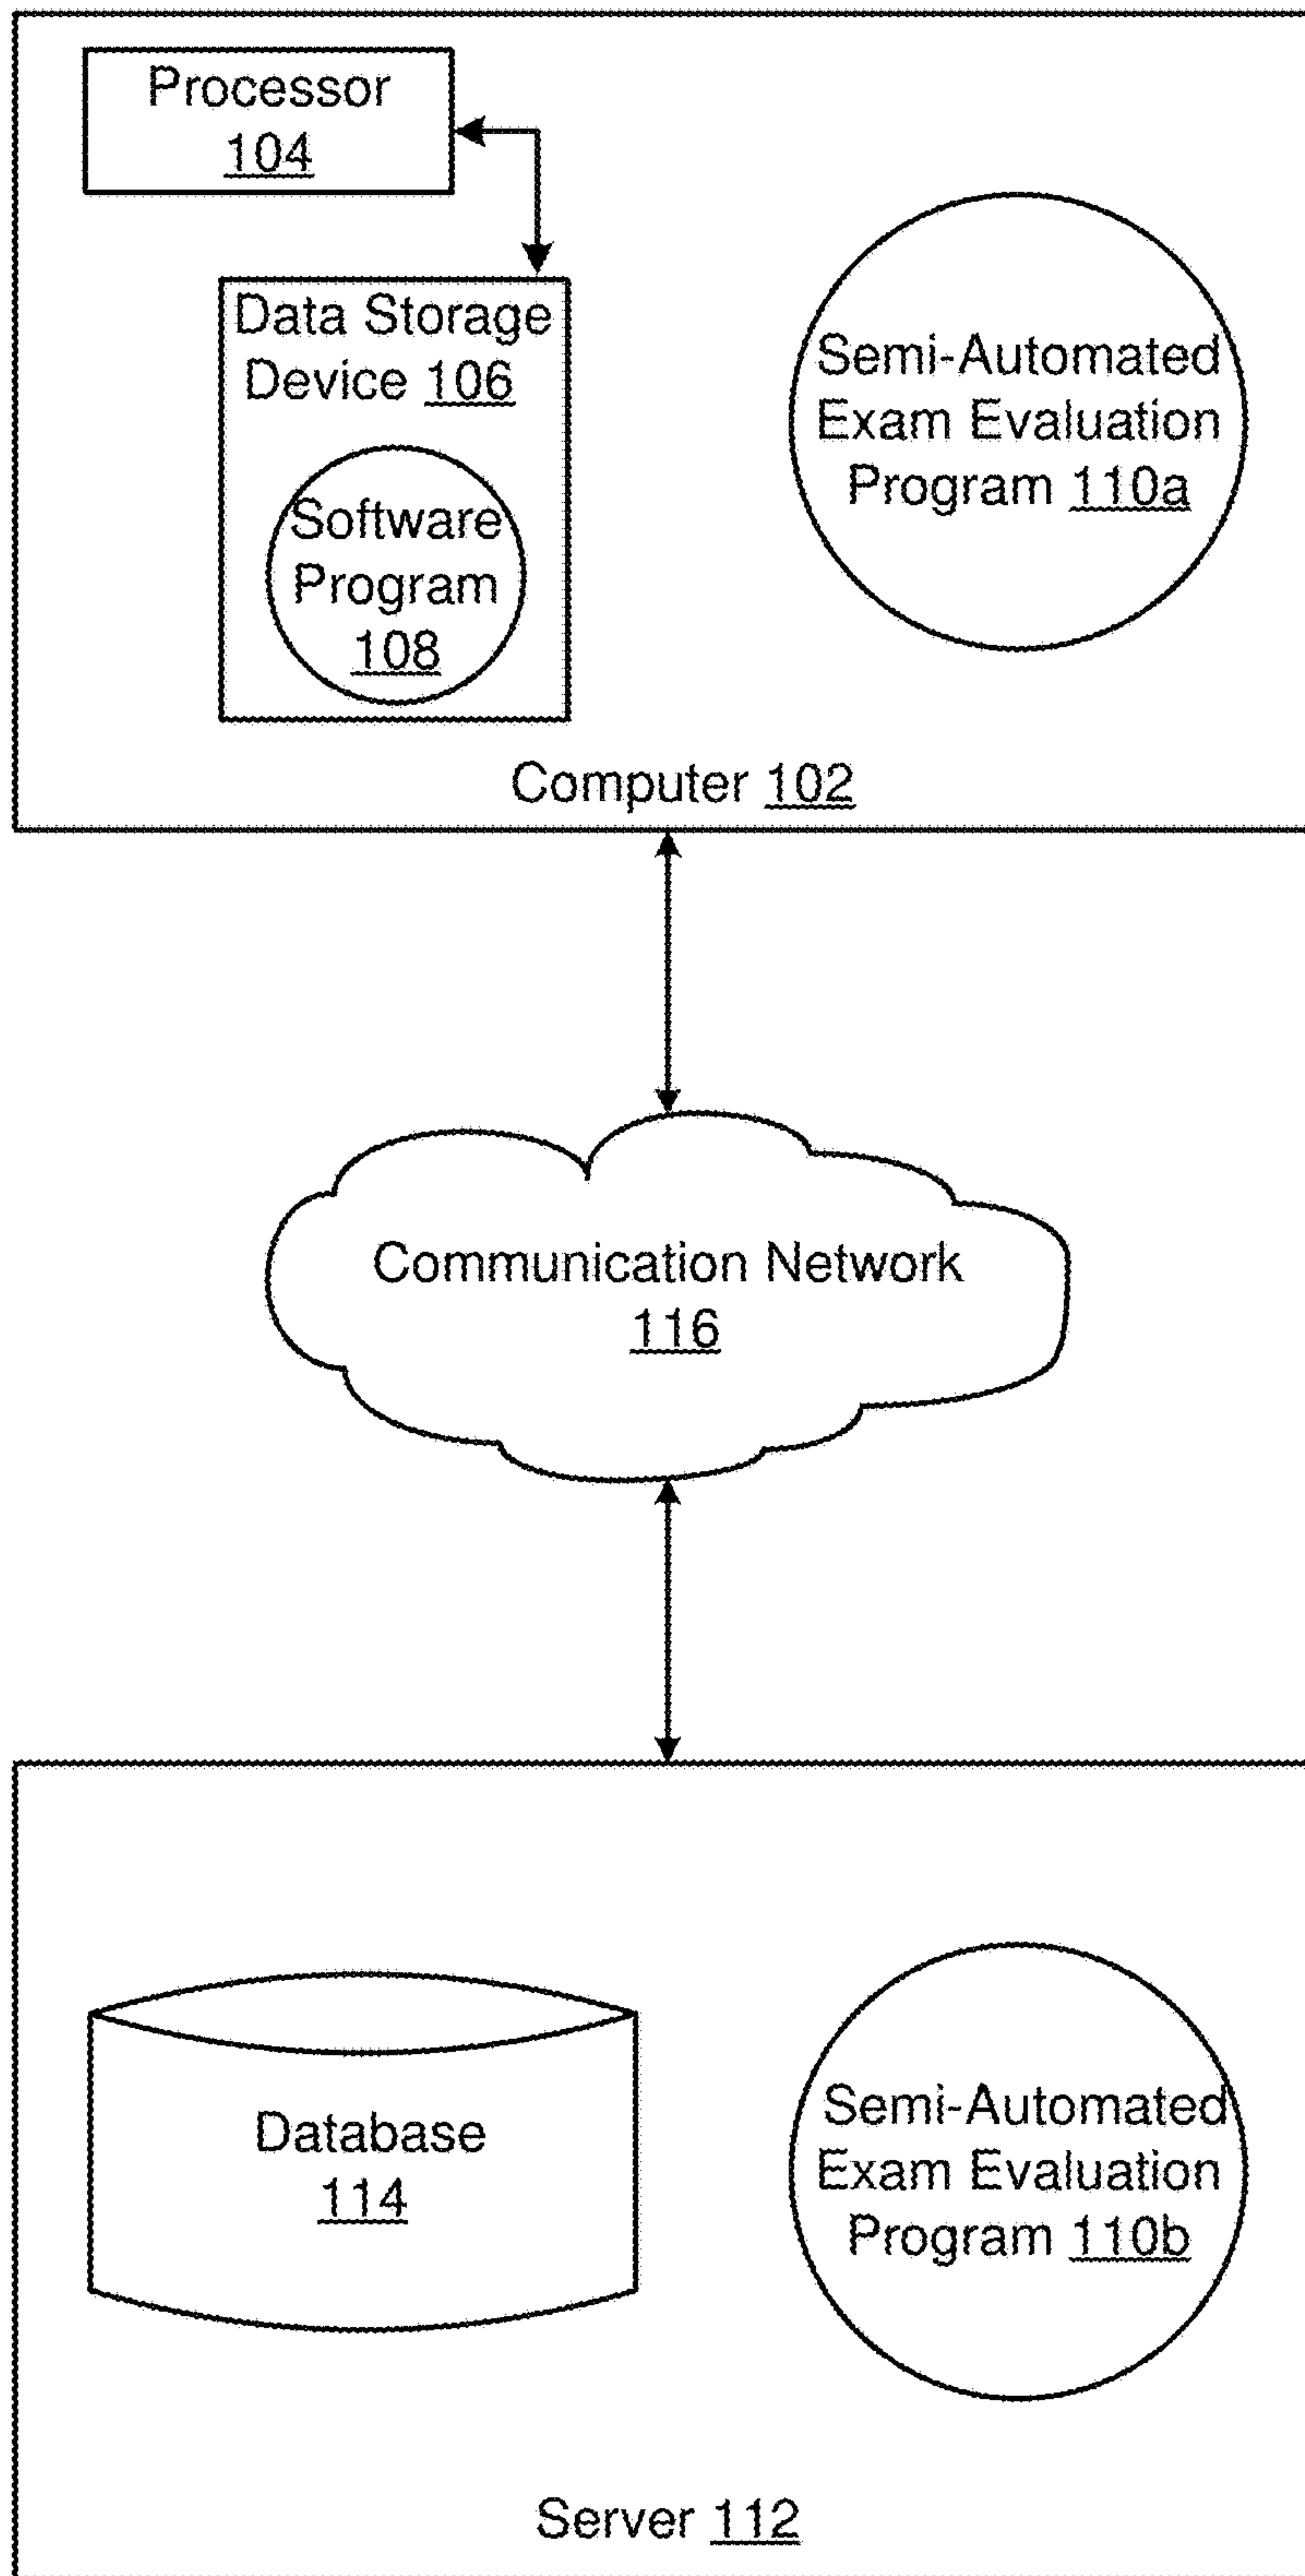 Processor
104
Data Storage
Device 106
Software
Program
108
Semi-Automated
Exam Evaluation
Program 110a
Computer 102
Communication Network
116
Database
114
Semi-Automated
Exam Evaluation
Program 110b
Server 112